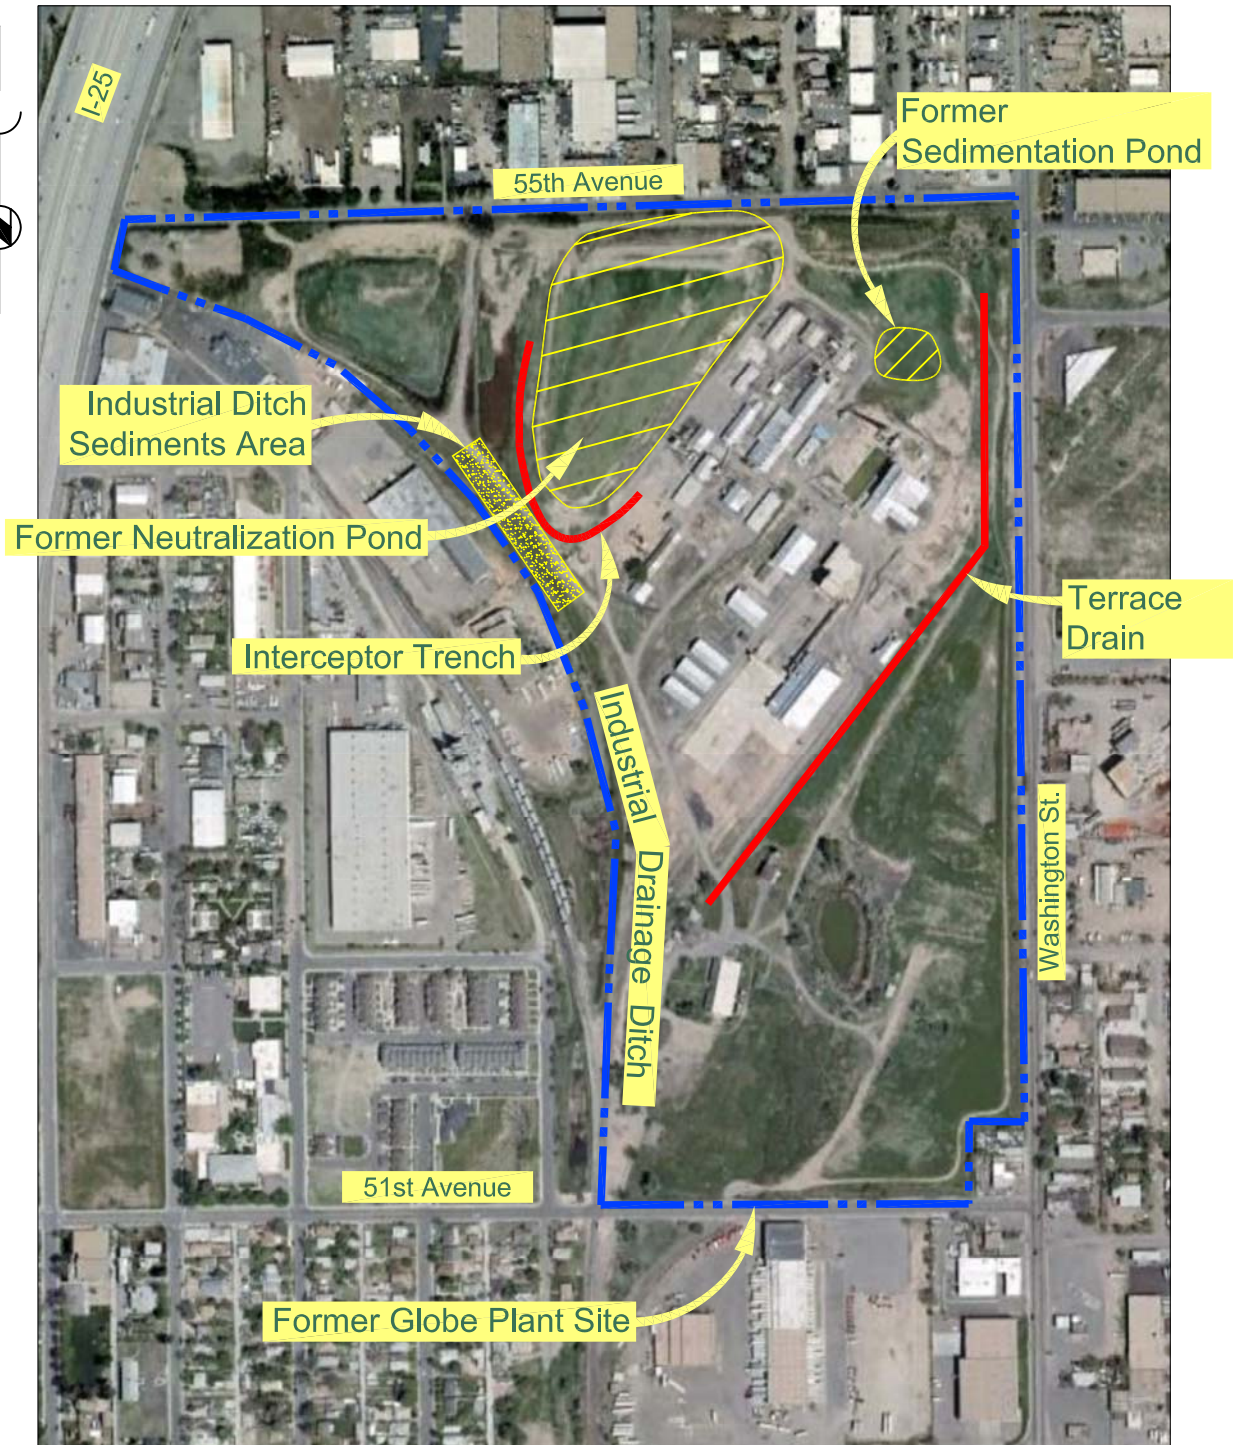 I-25
Former
Sedimentation Pond
55th Avenue
Industrial Ditch
Sediments Area
Former Neutralization Pond
Terrace
Drain
Interceptor Trench
Industrial
Drainage Ditch
Washington St.
51st Avenue
Former Globe Plant Site